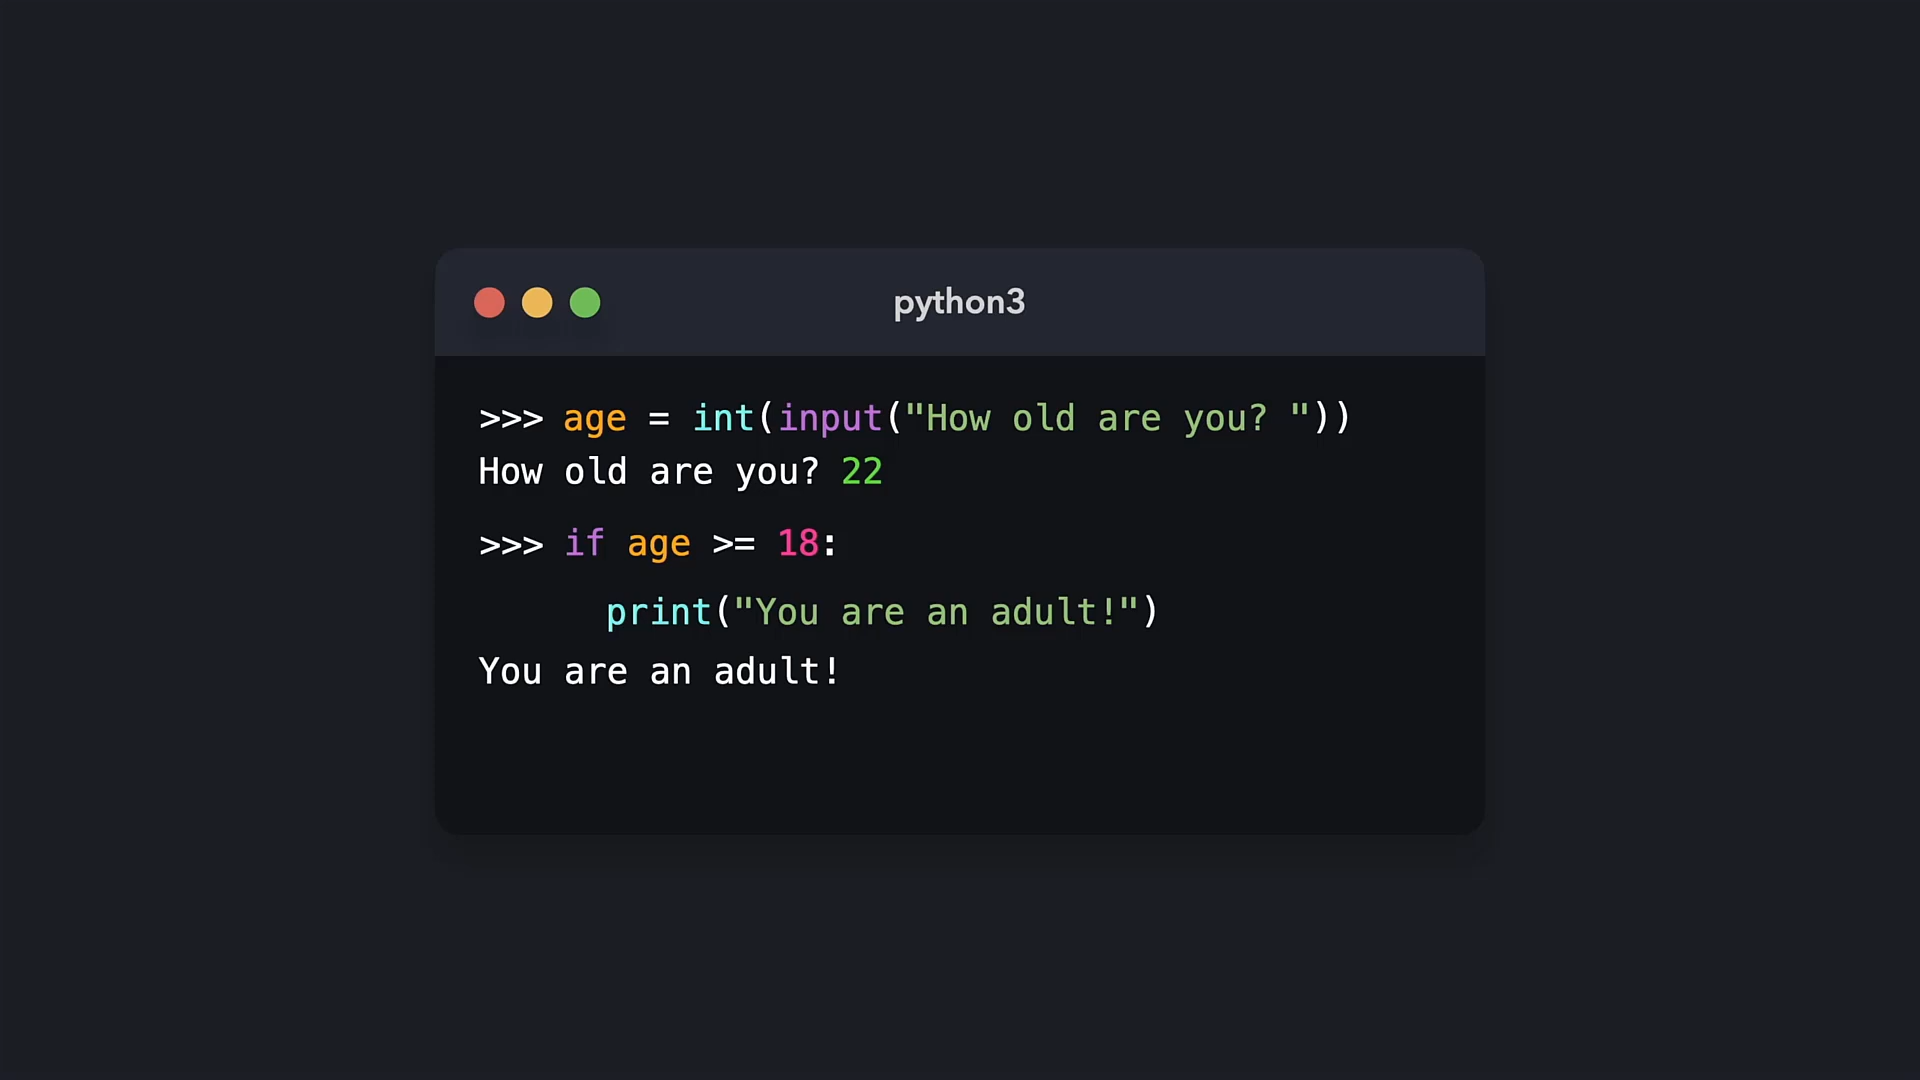 python3
>>> age = int(input("How old are you? "))
How old are you? 22
>>> if age >= 18:
print("You are an adult!")
You are an adult!